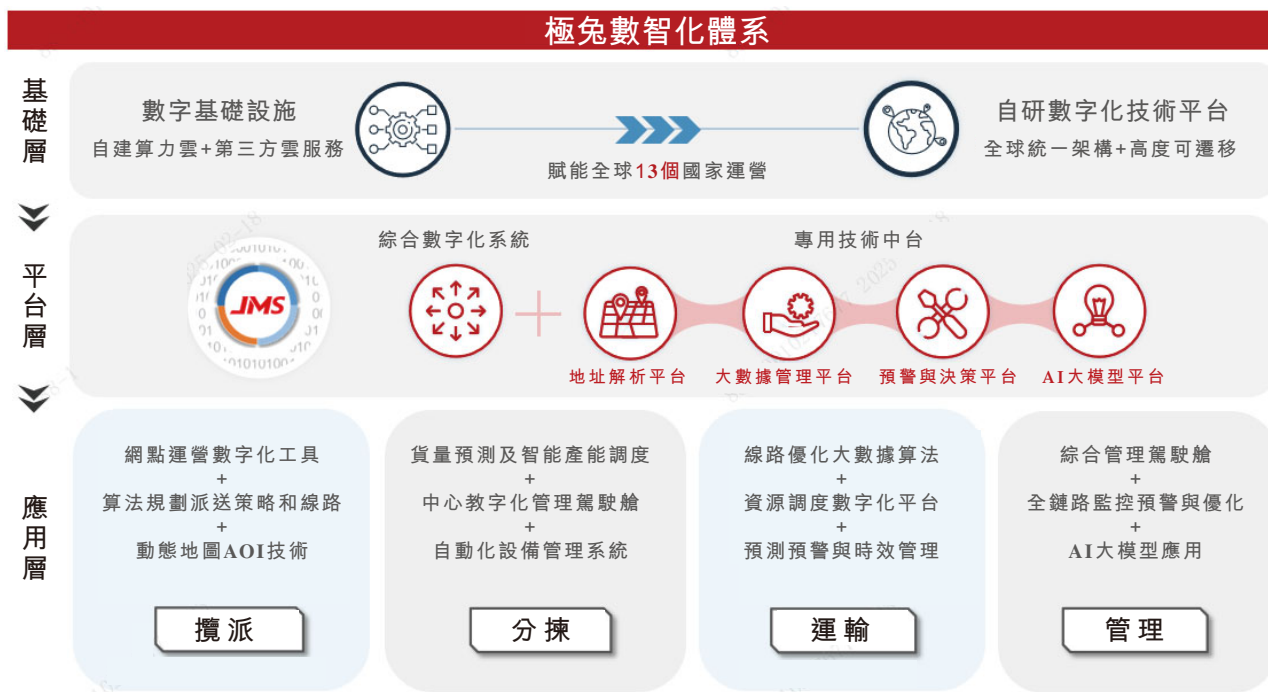 極兔數智化體系
基礎層
數字基礎設施
自建算力雲+第三方雲服務
賦能全球13個國家運營
自研數字化技術平台
全球統一架構+高度可遷移
平台層
JMS
綜合數字化系統
專用技術中台
地址解析平台
大數據管理平台
預警與決策平台
AI大模型平台
應用層
網點運營數字化工具
+
算法規劃派送策略和線路
+
動態地圖AOI技術
攬派
貨量預測及智能產能調度
+
中心教字化管理駕駛艙
+
自動化設備管理系統
分揀
線路優化大數據算法
+
資源調度數字化平台
+
預測預警與時效管理
運輸
綜合管理駕駛艙
+
全鏈路監控預警與優化
+
AI大模型應用
管理